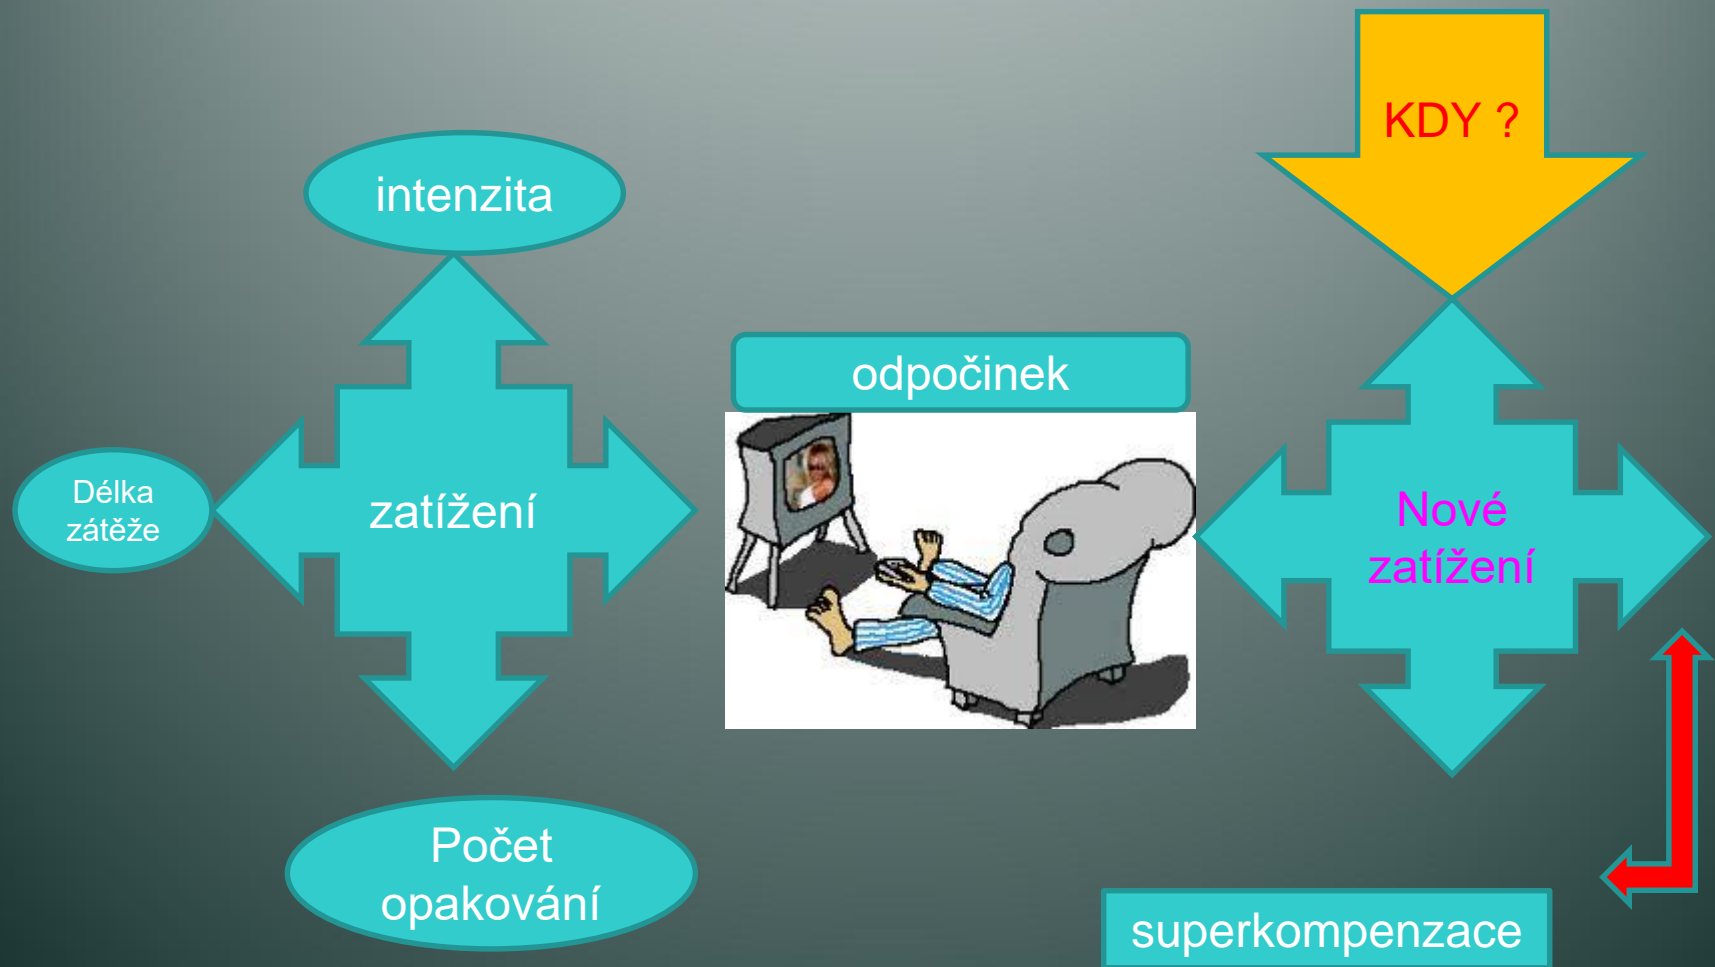 KDY ?
intenzita
odpočinek
Délka
zátěže
zatížení
Nové
zatížení
Počet
opakování
superkompenzace